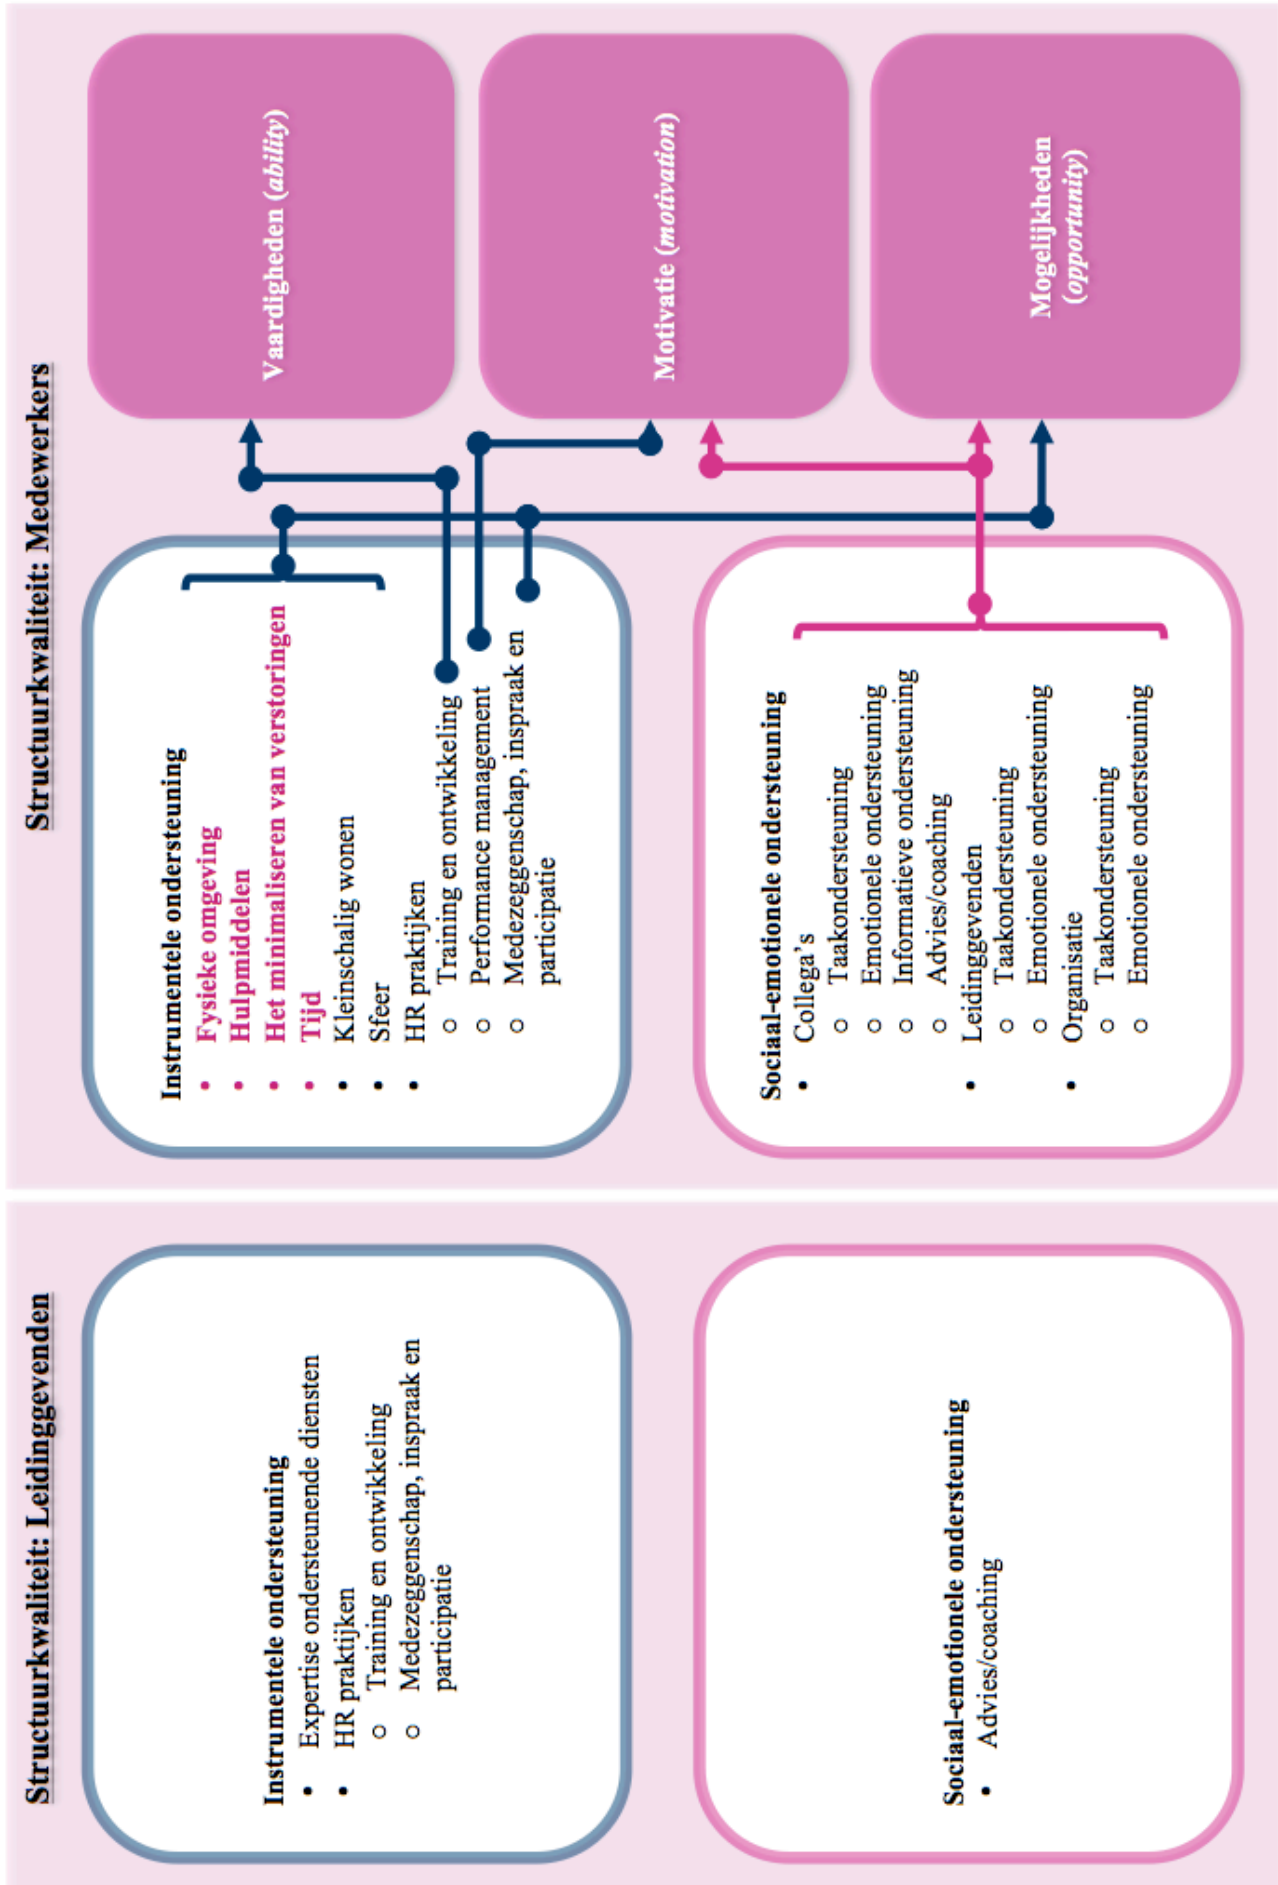 Structuurkwaliteit: Leidinggevenden
Instrumentele ondersteuning
• Expertise ondersteunende diensten
• HR praktijken
o Training en ontwikkeling
o Medezeggenschap, inspraak en
participatie
Sociaal-emotionele ondersteuning
• Advies/coaching
Structuurkwaliteit: Medewerkers
Instrumentele ondersteuning
• Fysieke omgeving
• Hulpmiddelen
• Het minimaliseren van verstoringen
• Tijd
• Kleinschalig wonen
• Sfeer
• HR praktijken
o Training en ontwikkeling
o Performance management
o Medezeggenschap, inspraak en
participatie
Sociaal-emotionele ondersteuning
• Collega's
o Taakondersteuning
o Emotionele ondersteuning
o Informatieve ondersteuning
o Advies/coaching
• Leidinggevenden
o Taakondersteuning
o Emotionele ondersteuning
• Organisatie
o Taakondersteuning
o Emotionele ondersteuning
Vaardigheden (ability)
Motivatie (motivation)
Mogelijkheden
(opportunity)